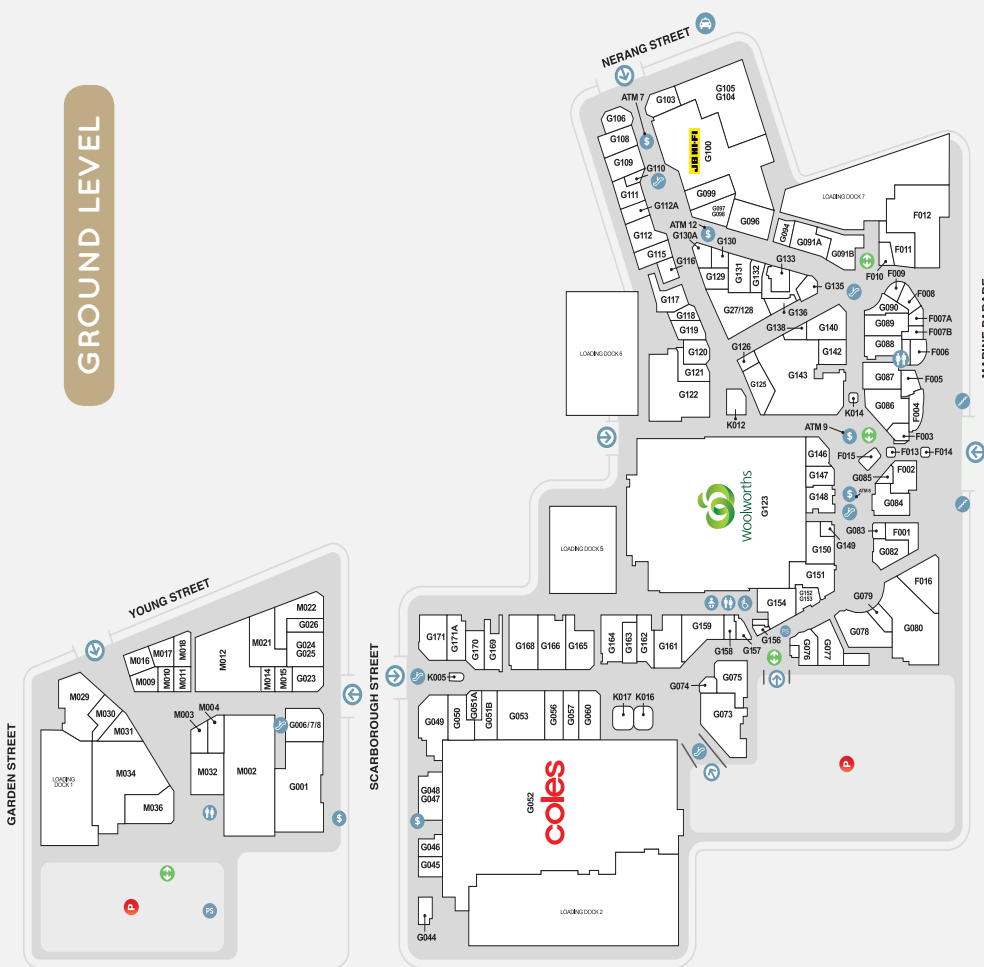 GROUND LEVEL
NERANG STREET
ATM 7
G103
G105
G104
G106
G108
G109
G110
G111
G112A
G112
G115
G116
JB HI-FI
G100
G099
G097
G098
G096
ATM 12
G130A
G130
G129
G131
G132
G133
G135
G136
G27/128
G138
G140
G142
G143
G126
G125
G117
G118
G119
G120
G121
G122
LOADING DOCK 6
LOADING DOCK 7
G094
G091A
G091B
F012
F011
F010
F009
F008
G090
G089
G088
F007A
F007B
F006
G087
G086
F005
F004
F003
K012
K014
ATM 9
F015
F013
F014
G146
G147
G148
G085
F002
ATM 8
G084
G083
F001
G082
G149
G150
G151
G152
G153
G154
G156
G157
G158
G159
Woolworths
G123
LOADING DOCK 5
F016
G079
G078
G080
G076
G077
PS
YOUNG STREET
M022
G026
G024
G025
G023
M021
M012
M014
M015
M016
M017
M018
M009
M010
M011
M029
M030
M031
M034
M036
M003
M004
M032
M002
G006/7/8
G001
LOADING
DOCK 1
GARDEN STREET
SCARBOROUGH STREET
P
PS
G171
G171A
G170
G169
G168
G166
G165
G164
G163
G162
G161
K005
G049
G050
G051A
G051B
G053
G056
G057
G060
K017
K016
G074
G075
G073
G048
G047
G046
G045
G044
G052
coles
LOADING DOCK 2
P